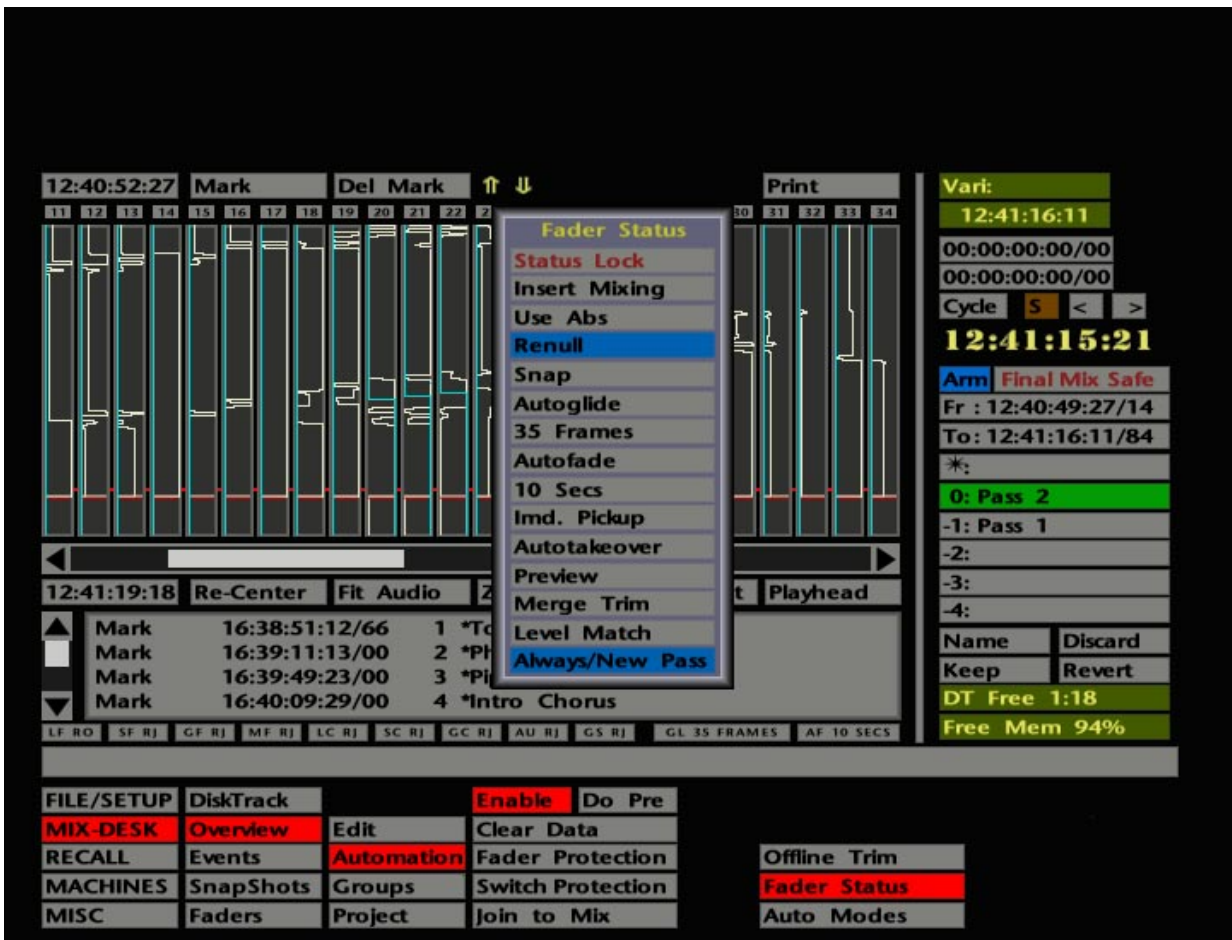 12:40:52:27 Mark Del Mark ⇑ ⇓ Print
11 12 13 14 15 16 17 18 19 20 21 22 30 31 32 33 34
Fader Status
Status Lock
Insert Mixing
Use Abs
Renull
Snap
Autoglide
35 Frames
Autofade
10 Secs
Imd. Pickup
Autotakeover
Preview
Merge Trim
Level Match
Always/New Pass
12:41:19:18 Re-Center Fit Audio Playhead
Mark 16:38:51:12/66 1
Mark 16:39:11:13/00 2
Mark 16:39:49:23/00 3
Mark 16:40:09:29/00 4 *Intro Chorus
LF RO SF RJ GF RJ MF RJ LC RJ SC RJ GC RJ AU RJ GS RJ GL 35 FRAMES AF 10 SECS
Vari:
12:41:16:11
00:00:00:00/00
00:00:00:00/00
Cycle S < >
12:41:15:21
Arm Final Mix Safe
Fr : 12:40:49:27/14
To: 12:41:16:11/84
*:
0: Pass 2
-1: Pass 1
-2:
-3:
-4:
Name Discard
Keep Revert
DT Free 1:18
Free Mem 94%
FILE/SETUP DiskTrack Enable Do Pre
MIX-DESK Overview Edit Clear Data
RECALL Events Automation Fader Protection Offline Trim
MACHINES SnapShots Groups Switch Protection Fader Status
MISC Faders Project Join to Mix Auto Modes